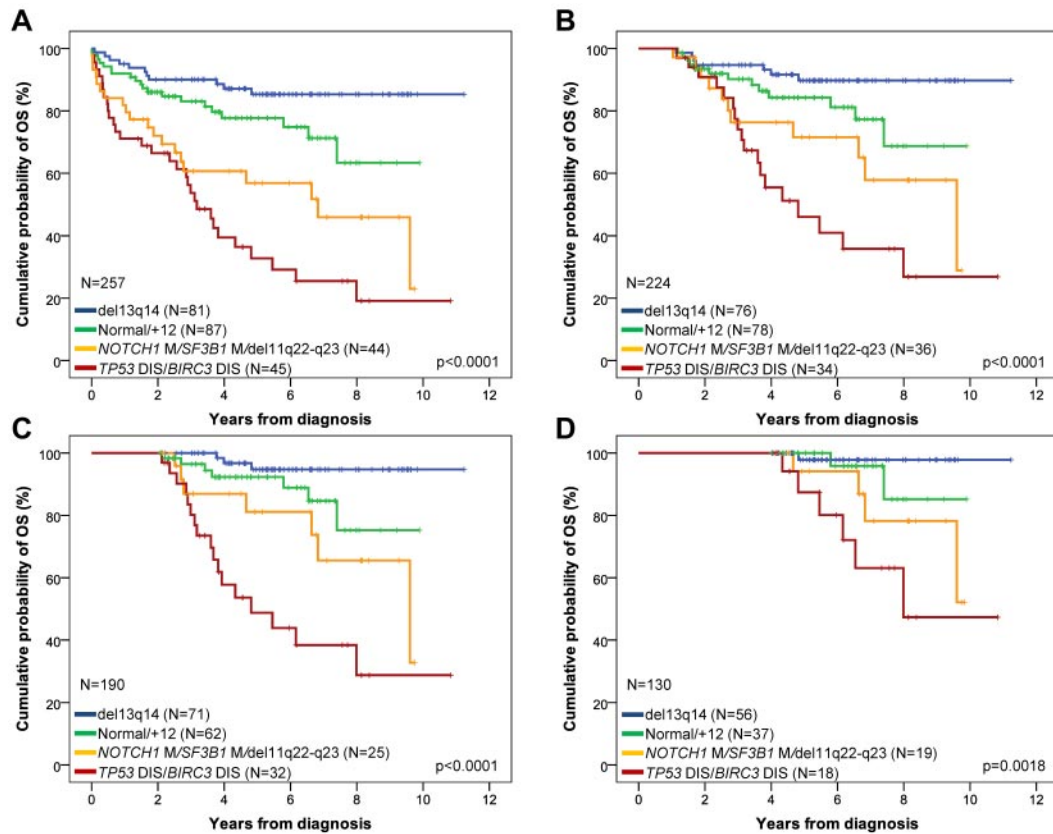 A
Cumulative probability of OS (%)
100
80
60
40
20
0
N=257
del13q14 (N=81)
Normal/+12 (N=87)
NOTCH1 M/SF3B1 M/del11q22-q23 (N=44)
TP53 DIS/BIRC3 DIS (N=45)
p<0.0001
0 2 4 6 8 10 12
Years from diagnosis
B
Cumulative probability of OS (%)
100
80
60
40
20
0
N=224
del13q14 (N=76)
Normal/+12 (N=78)
NOTCH1 M/SF3B1 M/del11q22-q23 (N=36)
TP53 DIS/BIRC3 DIS (N=34)
p<0.0001
0 2 4 6 8 10 12
Years from diagnosis
C
Cumulative probability of OS (%)
100
80
60
40
20
0
N=190
del13q14 (N=71)
Normal/+12 (N=62)
NOTCH1 M/SF3B1 M/del11q22-q23 (N=25)
TP53 DIS/BIRC3 DIS (N=32)
p<0.0001
0 2 4 6 8 10 12
Years from diagnosis
D
Cumulative probability of OS (%)
100
80
60
40
20
0
N=130
del13q14 (N=56)
Normal/+12 (N=37)
NOTCH1 M/SF3B1 M/del11q22-q23 (N=19)
TP53 DIS/BIRC3 DIS (N=18)
p=0.0018
0 2 4 6 8 10 12
Years from diagnosis